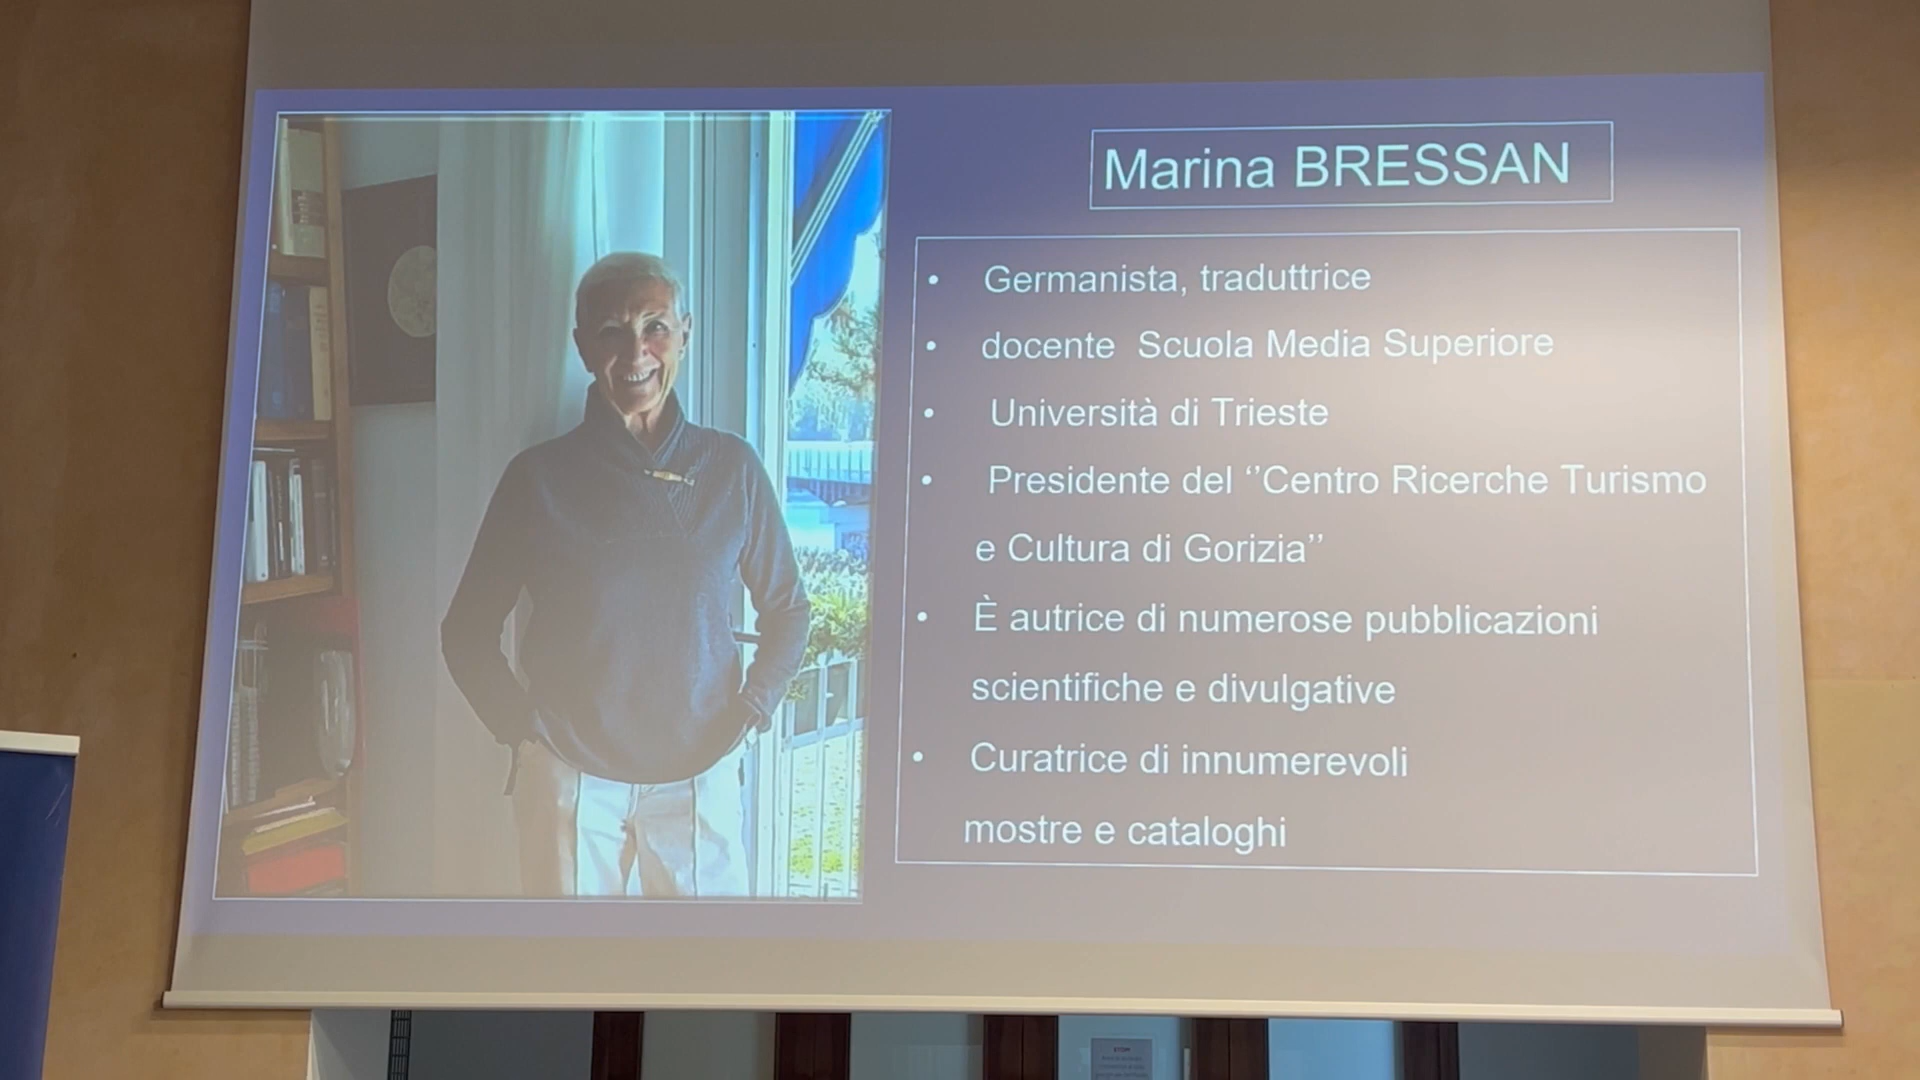 Marina BRESSAN
• Germanista, traduttrice
• docente Scuola Media Superiore
• Università di Trieste
• Presidente del ‘’Centro Ricerche Turismo
e Cultura di Gorizia’’
• È autrice di numerose pubblicazioni
scientifiche e divulgative
• Curatrice di innumerevoli
mostre e cataloghi